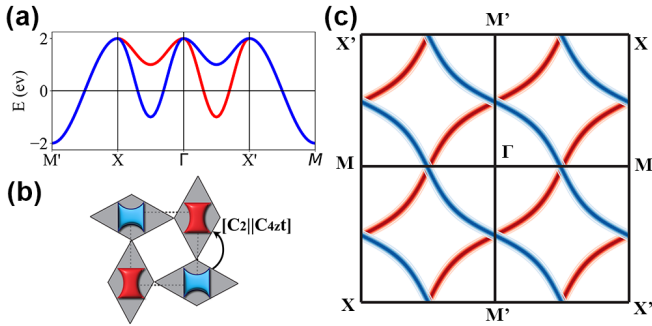 (a)
2
0
−2
E (ev)
M' X Γ X' M
(b)
[C2||C4zt]
(c)
X' M' X
M Γ M
X M' X'